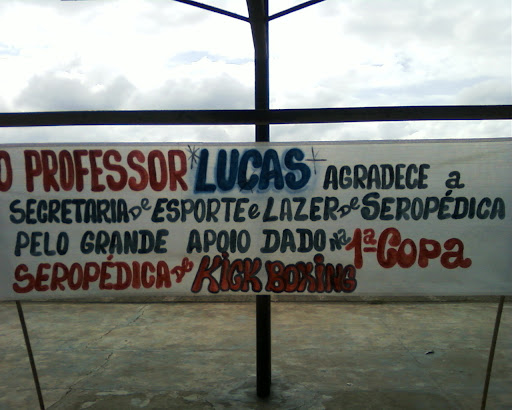 O PROFESSOR *LUCAS* AGRADECE a
SECRETARIA de ESPORTE e LAZER de SEROPÉDICA
PELO GRANDE APOIO DADO na 1ª COPA
SEROPÉDICA de KICK BOXING